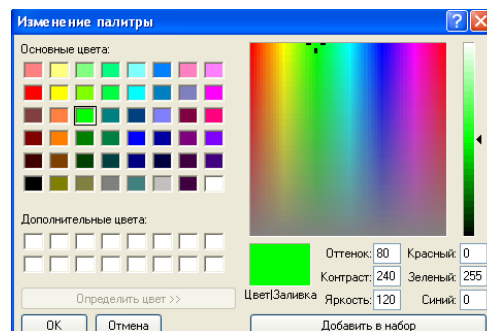 Изменение палитры
Основные цвета:
Дополнительные цвета:
Определить цвет >>
OK
Отмена
Цвет|Заливка
Оттенок: 80
Контраст: 240
Яркость: 120
Красный: 0
Зеленый: 255
Синий: 0
Добавить в набор